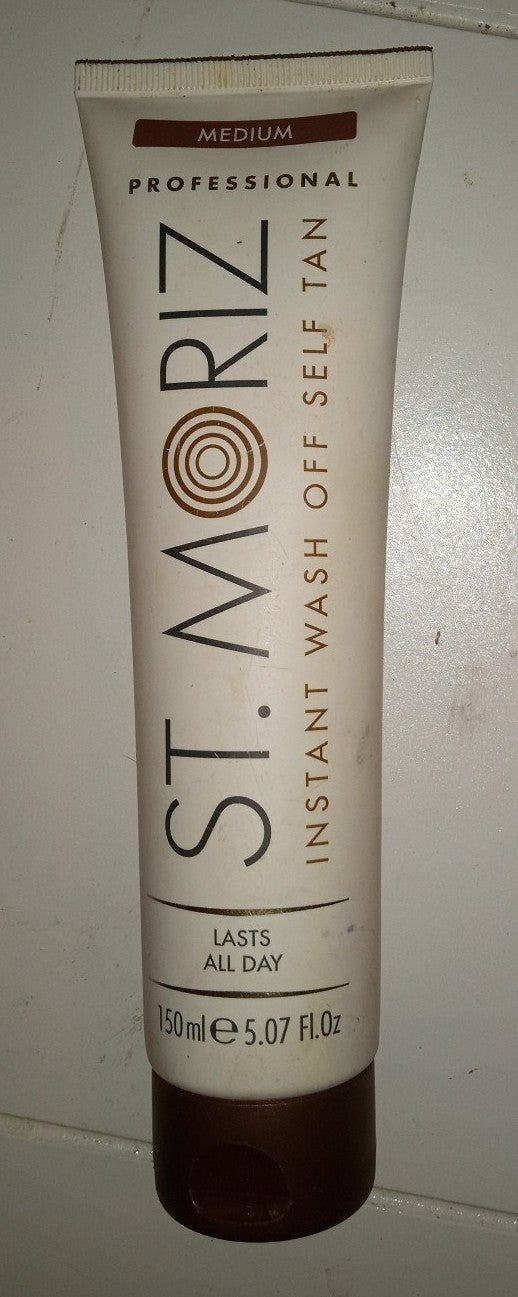 MEDIUM
PROFESSIONAL
ST. MORIZ
INSTANT WASH OFF SELF TAN
LASTS
ALL DAY
150ml℮5.07 Fl.Oz